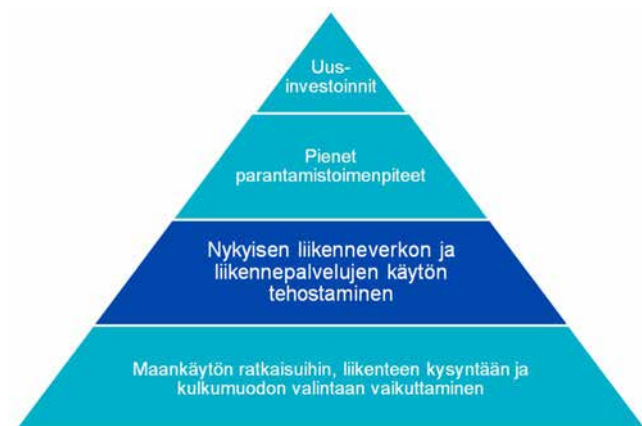 Uus-
investoinnit
Pienet
parantamistoimenpiteet
Nykyisen liikenneverkon ja
liikennepalvelujen käytön
tehostaminen
Maankäytön ratkaisuihin, liikenteen kysyntään ja
kulkumuodon valintaan vaikuttaminen